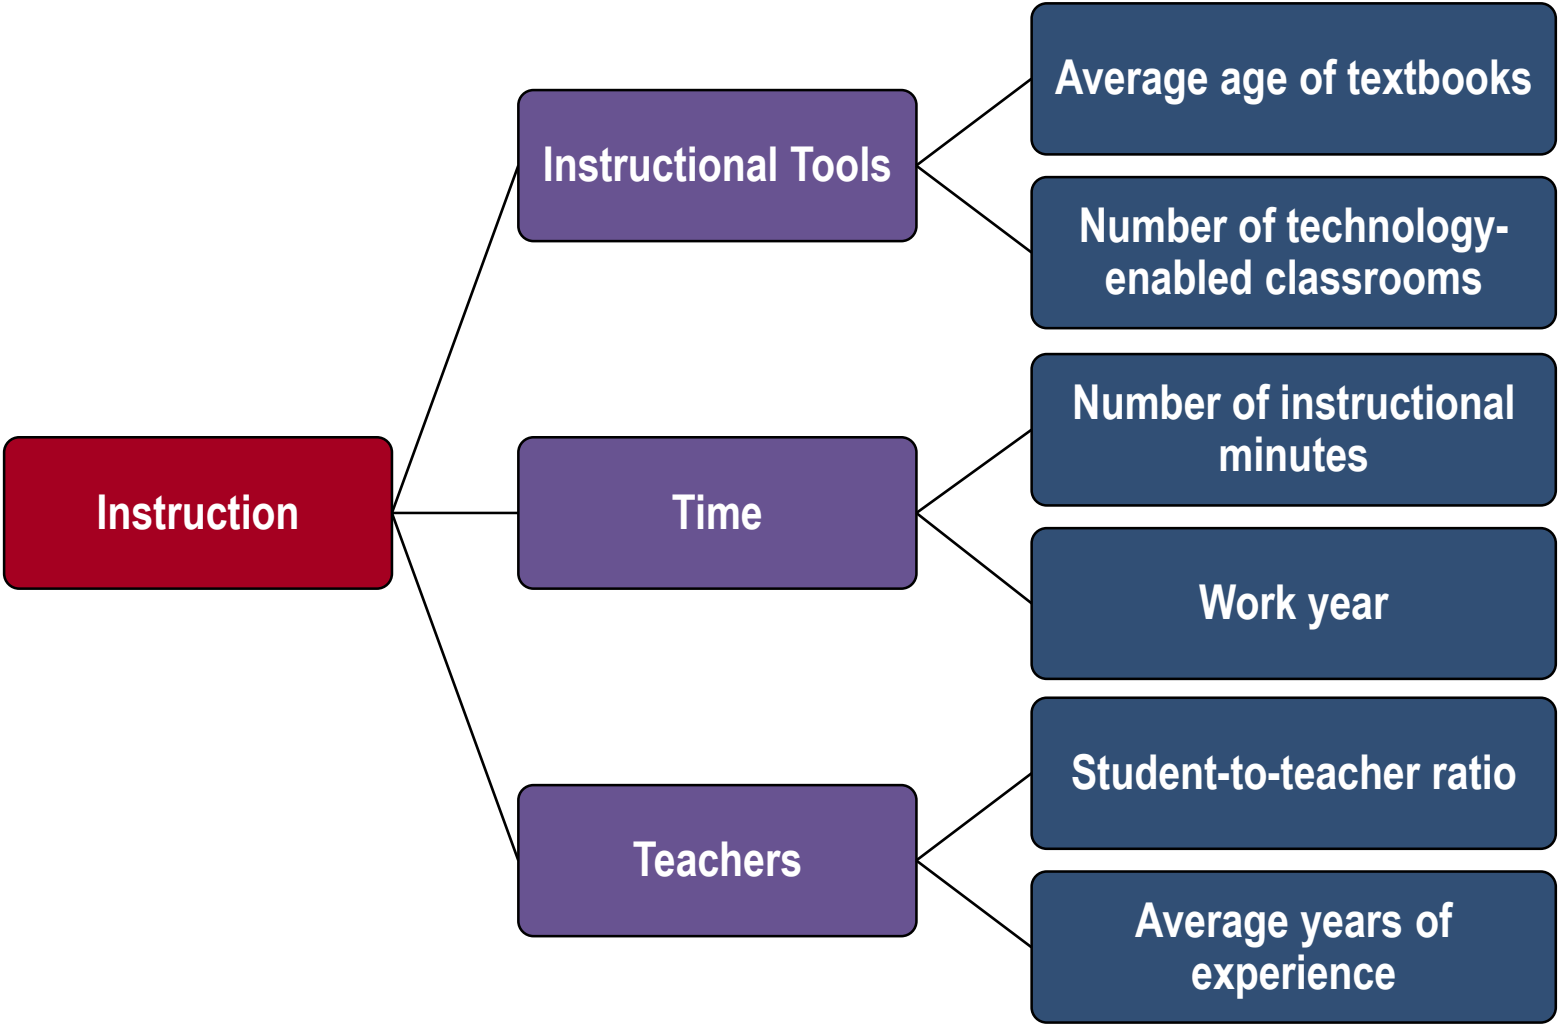 Average age of textbooks
Instructional Tools
Number of technology-
enabled classrooms
Number of instructional
minutes
Instruction
Time
Work year
Student-to-teacher ratio
Teachers
Average years of
experience